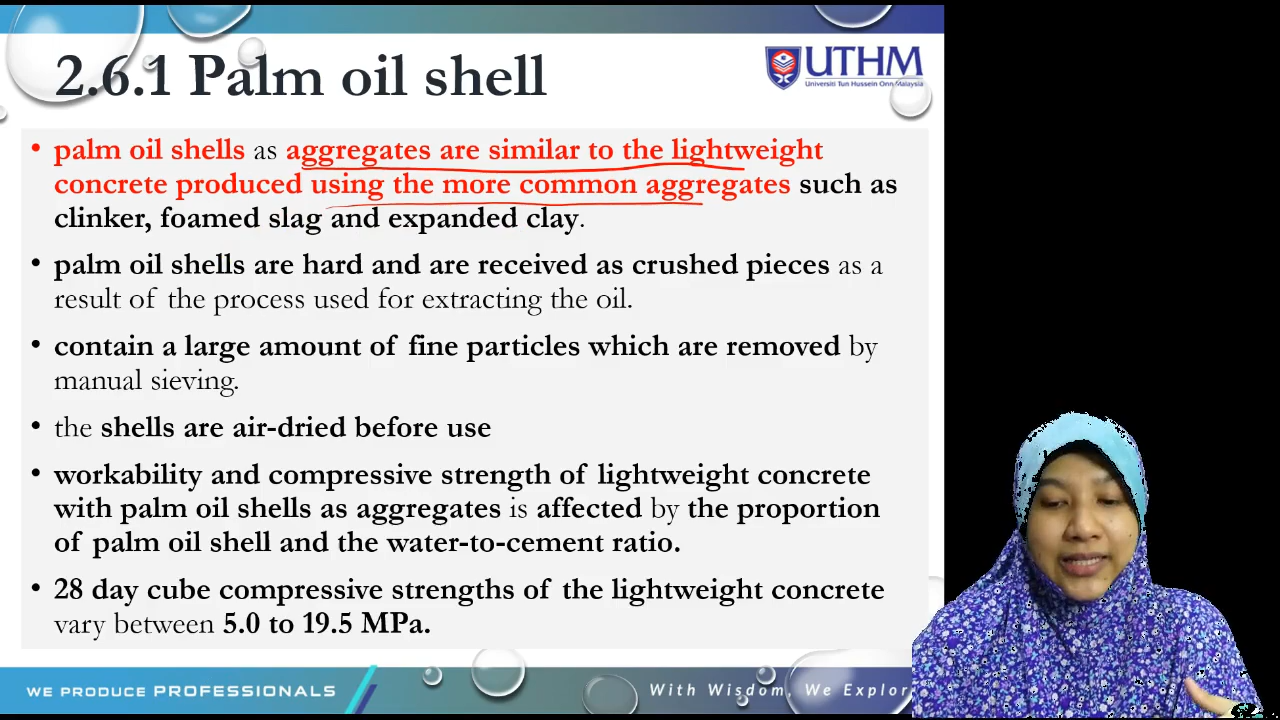 2.6.1 Palm oil shell
UTHM
Universiti Tun Hussein Onn Malaysia
• palm oil shells as aggregates are similar to the lightweight
concrete produced using the more common aggregates such as
clinker, foamed slag and expanded clay.
• palm oil shells are hard and are received as crushed pieces as a
result of the process used for extracting the oil.
• contain a large amount of fine particles which are removed by
manual sieving.
• the shells are air-dried before use
• workability and compressive strength of lightweight concrete
with palm oil shells as aggregates is affected by the proportion
of palm oil shell and the water-to-cement ratio.
• 28 day cube compressive strengths of the lightweight concrete
vary between 5.0 to 19.5 MPa.
WE PRODUCE PROFESSIONALS
With Wisdom, We Explor